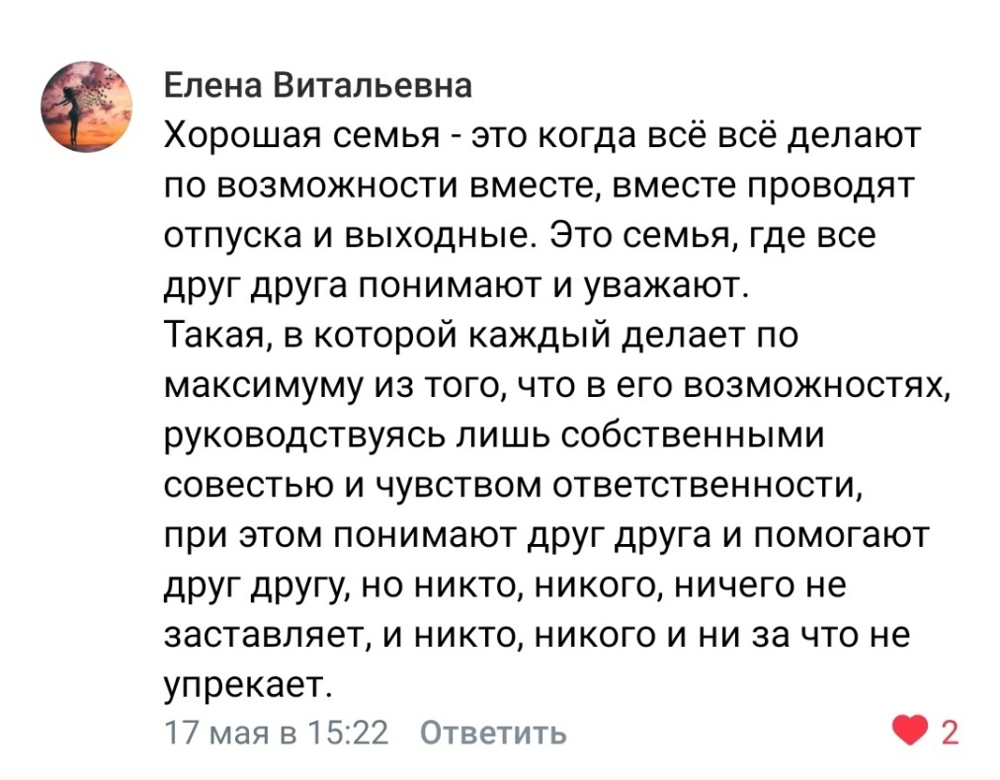 Елена Витальевна
Хорошая семья - это когда всё всё делают
по возможности вместе, вместе проводят
отпуска и выходные. Это семья, где все
друг друга понимают и уважают.
Такая, в которой каждый делает по
максимуму из того, что в его возможностях,
руководствуясь лишь собственными
совестью и чувством ответственности,
при этом понимают друг друга и помогают
друг другу, но никто, никого, ничего не
заставляет, и никто, никого и ни за что не
упрекает.
17 мая в 15:22 Ответить 2